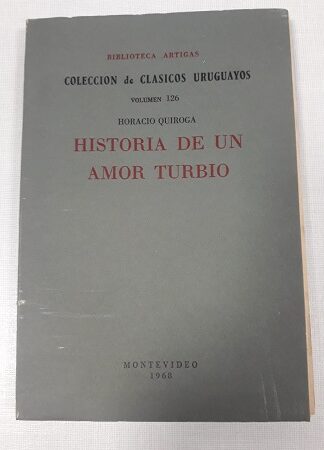 BIBLIOTECA ARTIGAS
COLECCION de CLASICOS URUGUAYOS
VOLUMEN 126
HORACIO QUIROGA
HISTORIA DE UN
AMOR TURBIO
MONTEVIDEO
1968